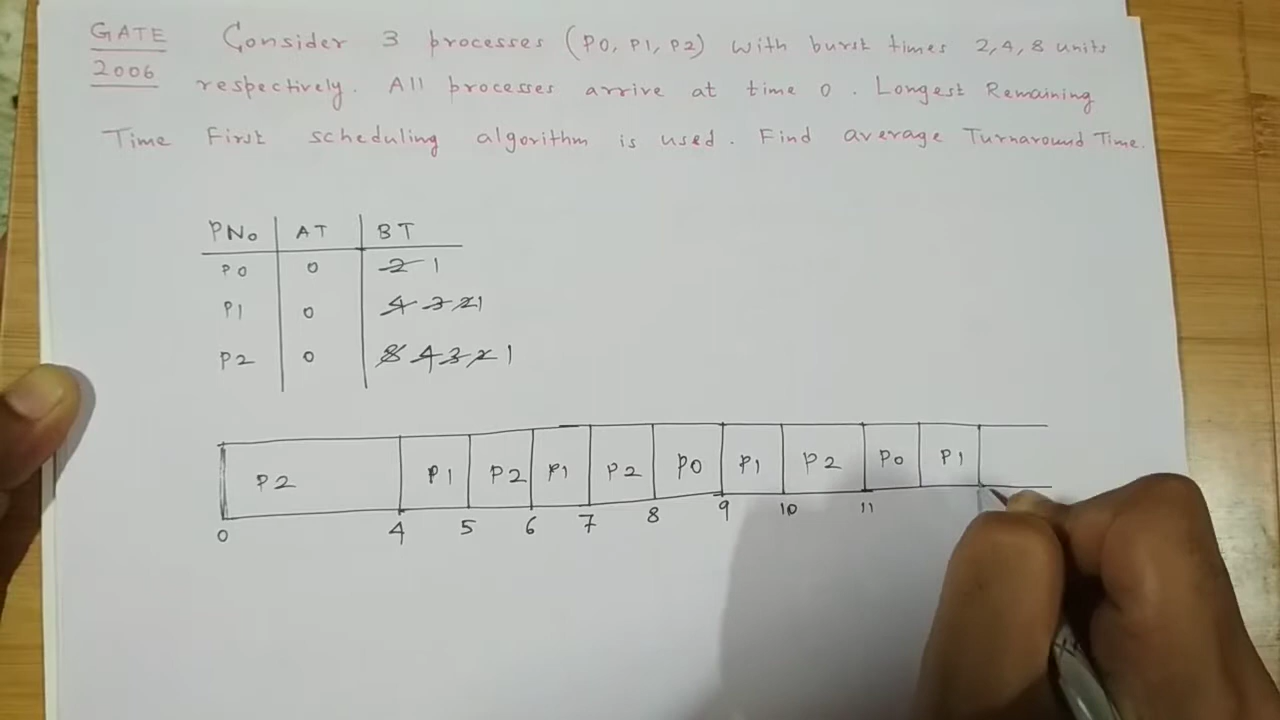 GATE Consider 3 processes (P0, P1, P2) with burst times 2, 4, 8 units
2006 respectively. All processes arrive at time 0. Longest Remaining
Time First scheduling algorithm is used. Find average Turnaround Time.
PNo AT BT
P0 0 2 1
P1 0 4 3 2 1
P2 0 8 4 3 2 1
P2 P1 P2 P1 P2 P0 P1 P2 P0 P1
0 4 5 6 7 8 9 10 11